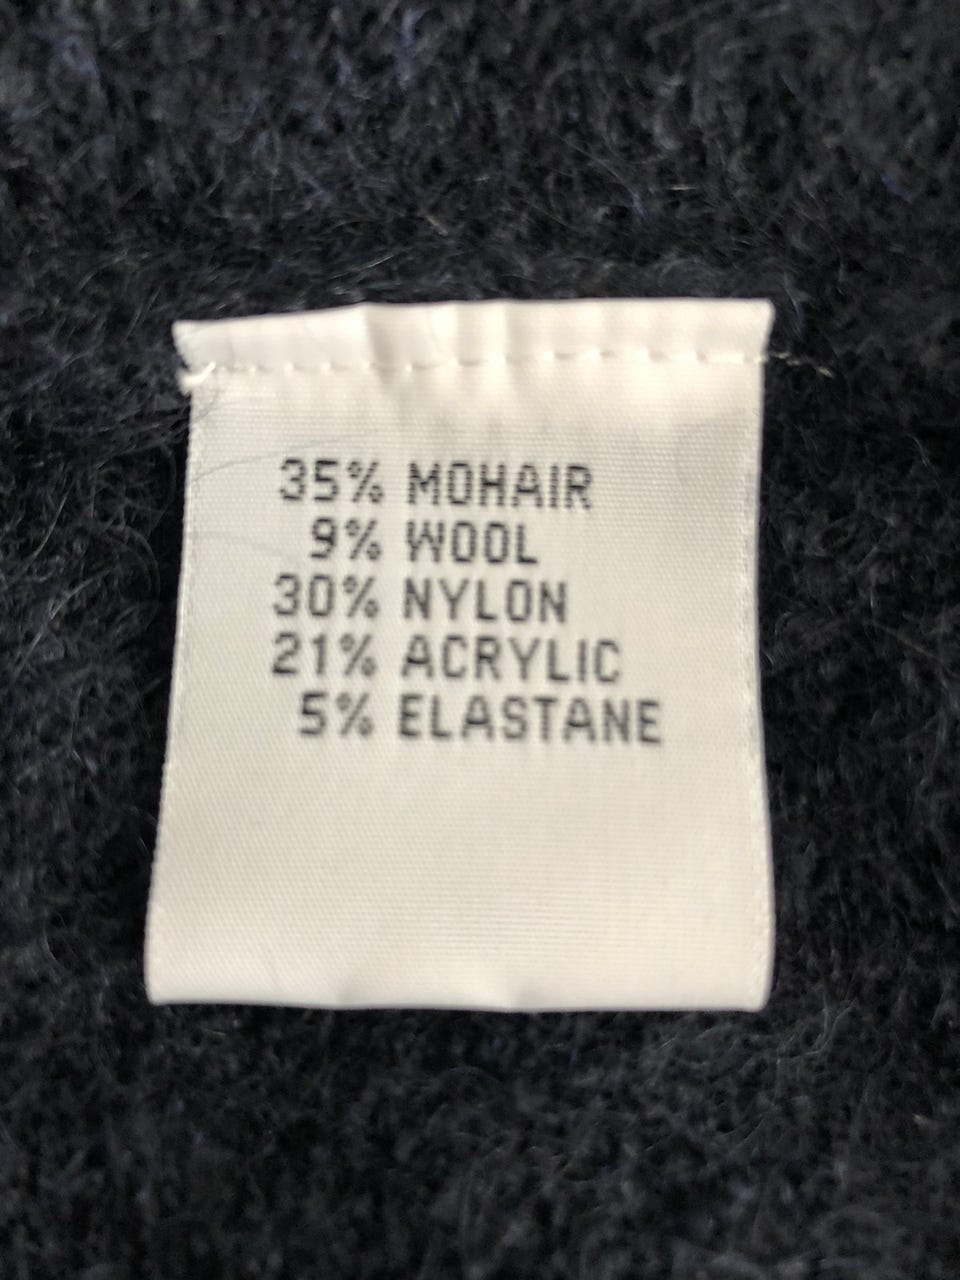 35% MOHAIR
9% WOOL
30% NYLON
21% ACRYLIC
5% ELASTANE